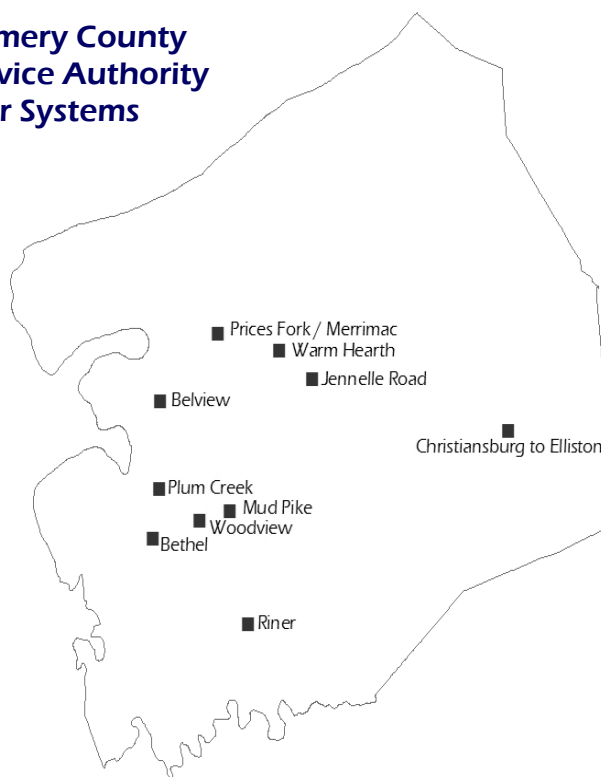 mery County
vice Authority
r Systems
Prices Fork / Merrimac
Warm Hearth
Jennelle Road
Belview
Christiansburg to Elliston
Plum Creek
Mud Pike
Woodview
Bethel
Riner